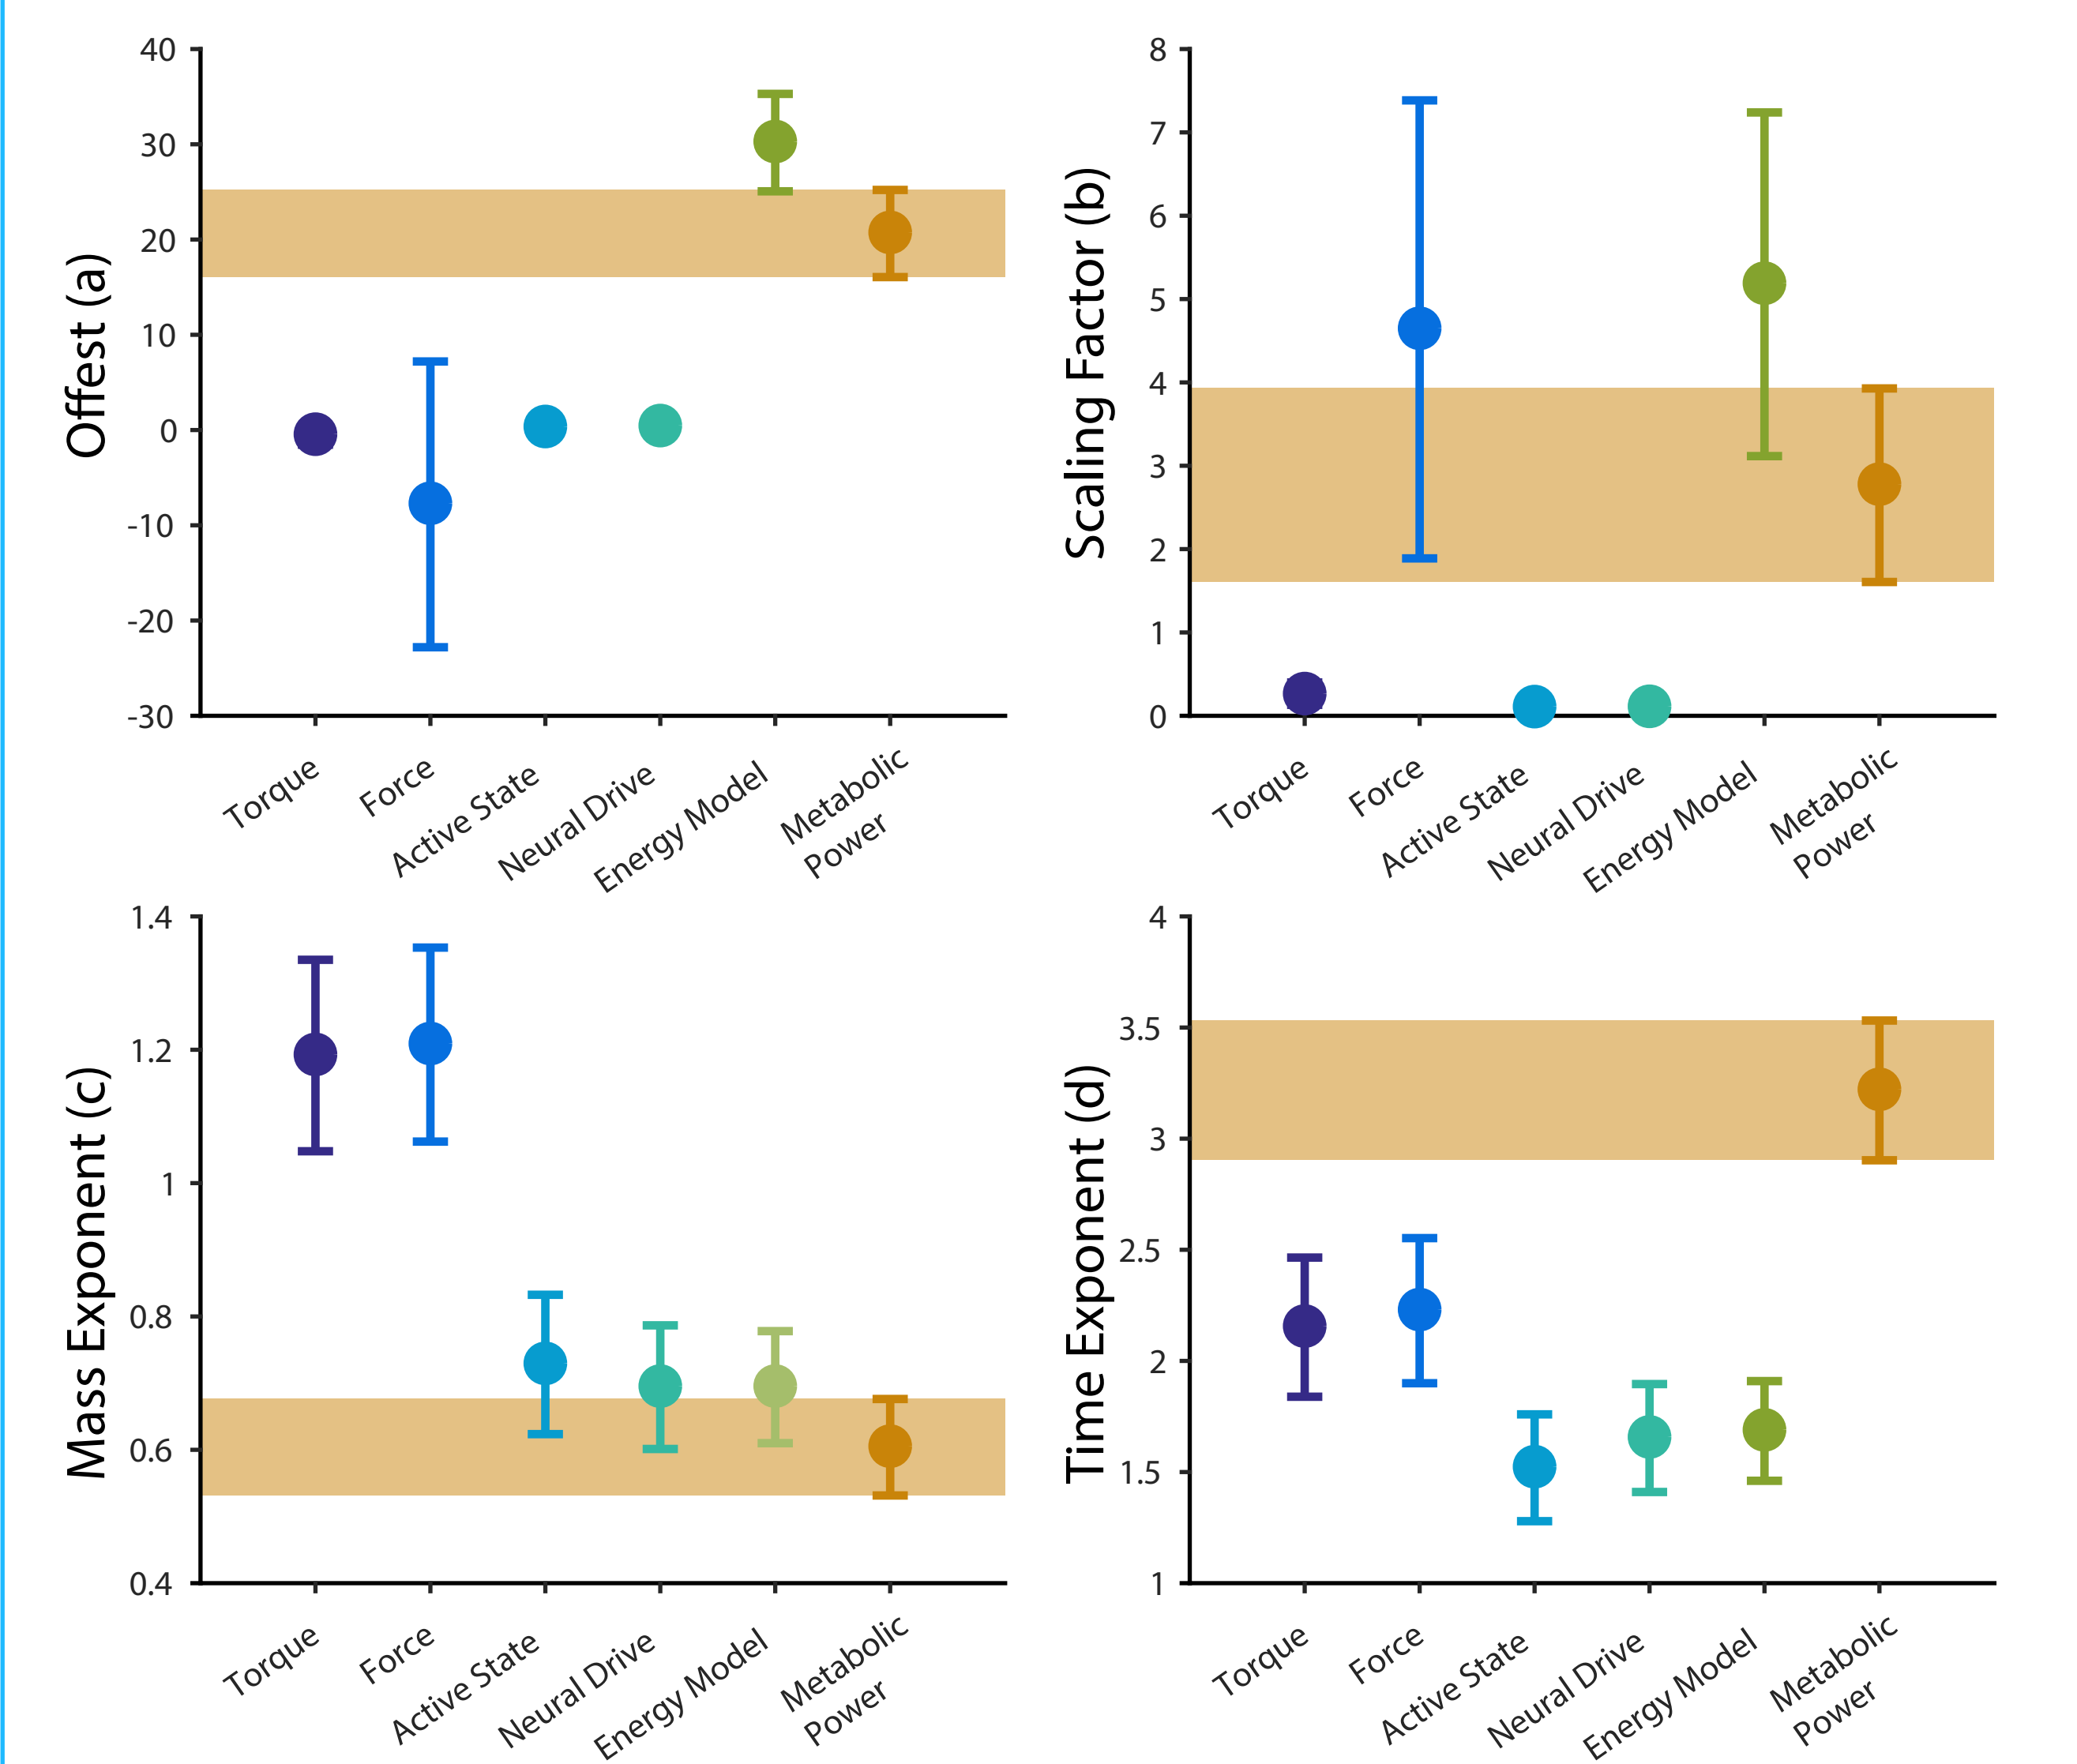 Offest (a)
40
30
20
10
0
-10
-20
-30
Torque
Force
Active State
Neural Drive
Energy Model
Metabolic
Power
Scaling Factor (b)
8
7
6
5
4
3
2
1
0
Torque
Force
Active State
Neural Drive
Energy Model
Metabolic
Power
Mass Exponent (c)
1.4
1.2
1
0.8
0.6
0.4
Torque
Force
Active State
Neural Drive
Energy Model
Metabolic
Power
Time Exponent (d)
4
3.5
3
2.5
2
1.5
1
Torque
Force
Active State
Neural Drive
Energy Model
Metabolic
Power